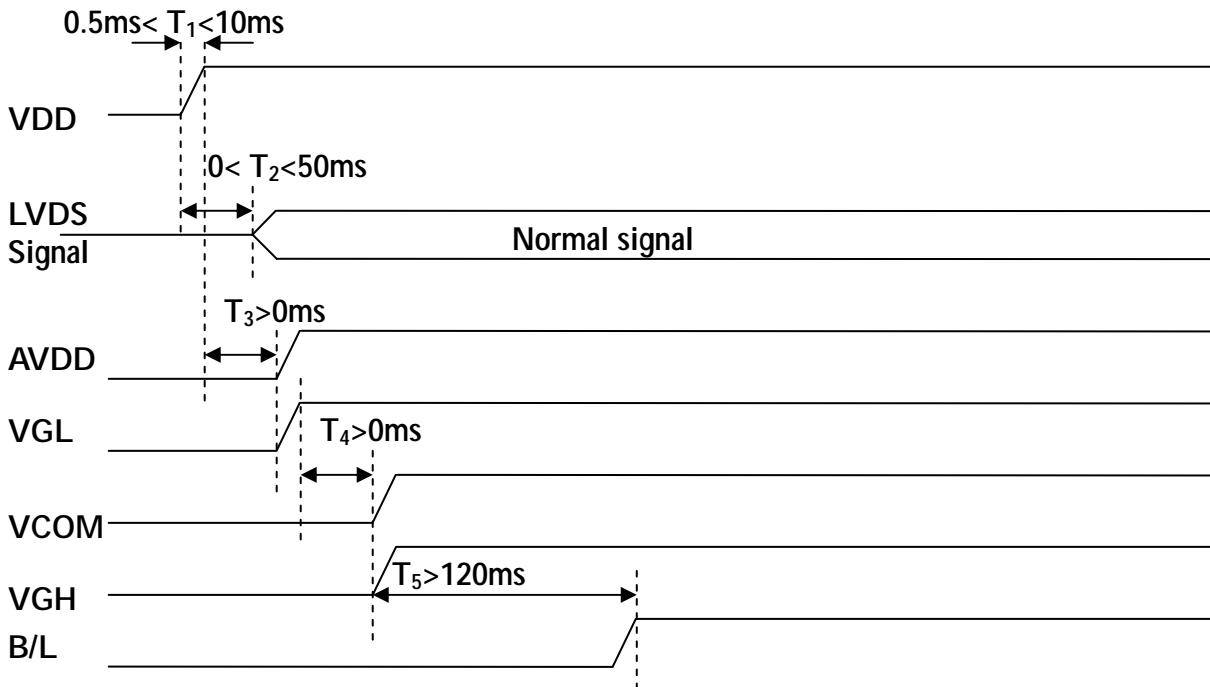 0.5ms< T₁<10ms
VDD
0< T₂<50ms
LVDS
Signal
Normal signal
T₃>0ms
AVDD
VGL
T₄>0ms
VCOM
VGH
T₅>120ms
B/L